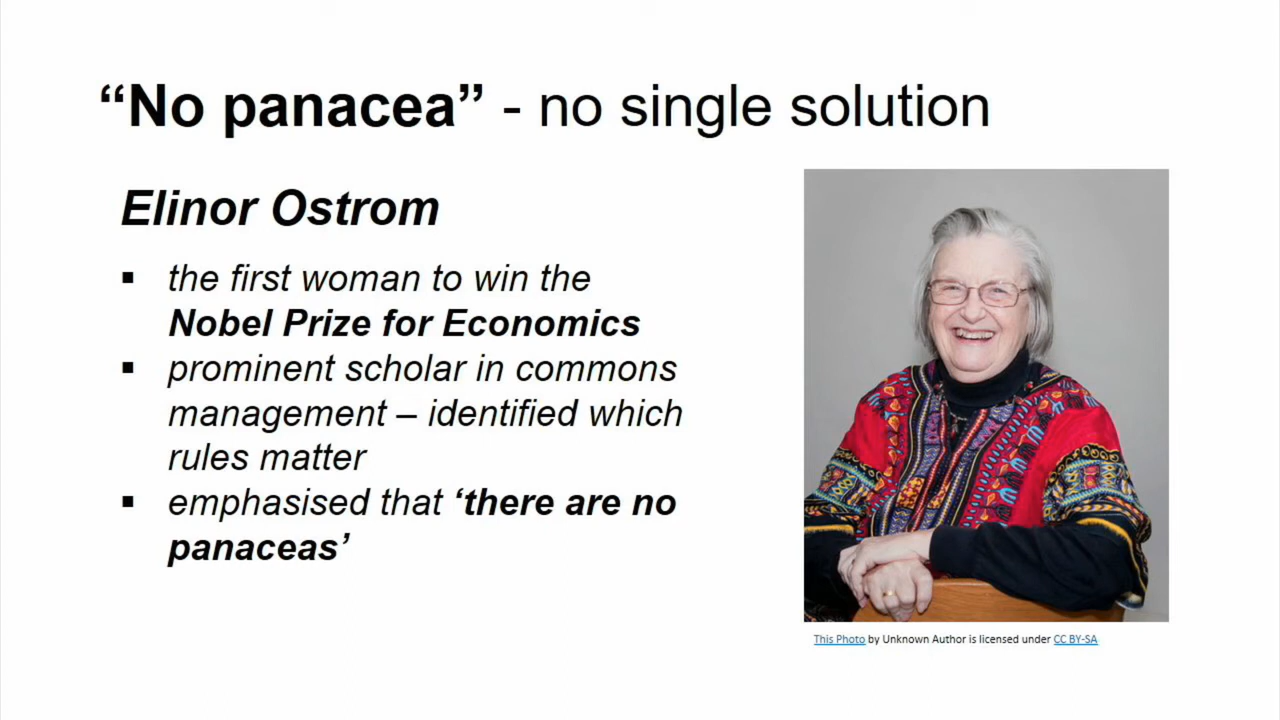 “No panacea” - no single solution
Elinor Ostrom
▪ the first woman to win the
Nobel Prize for Economics
▪ prominent scholar in commons
management – identified which
rules matter
▪ emphasised that ‘there are no
panaceas’
This Photo by Unknown Author is licensed under CC BY-SA